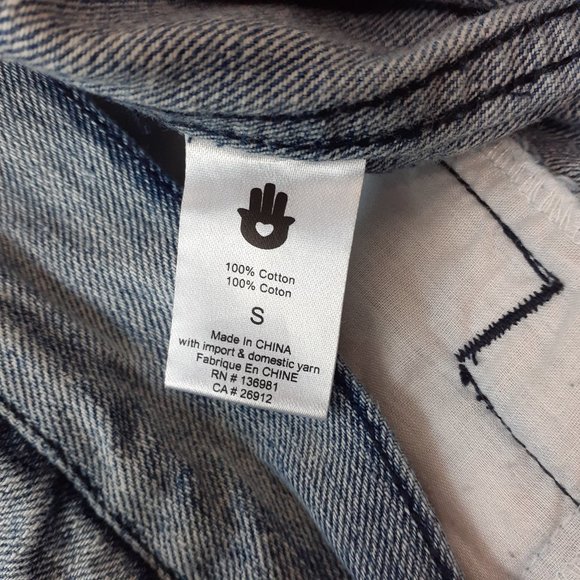 100% Cotton
100% Coton
S
Made In CHINA
with import & domestic yarn
Fabrique En CHINE
RN # 136981
CA # 26912